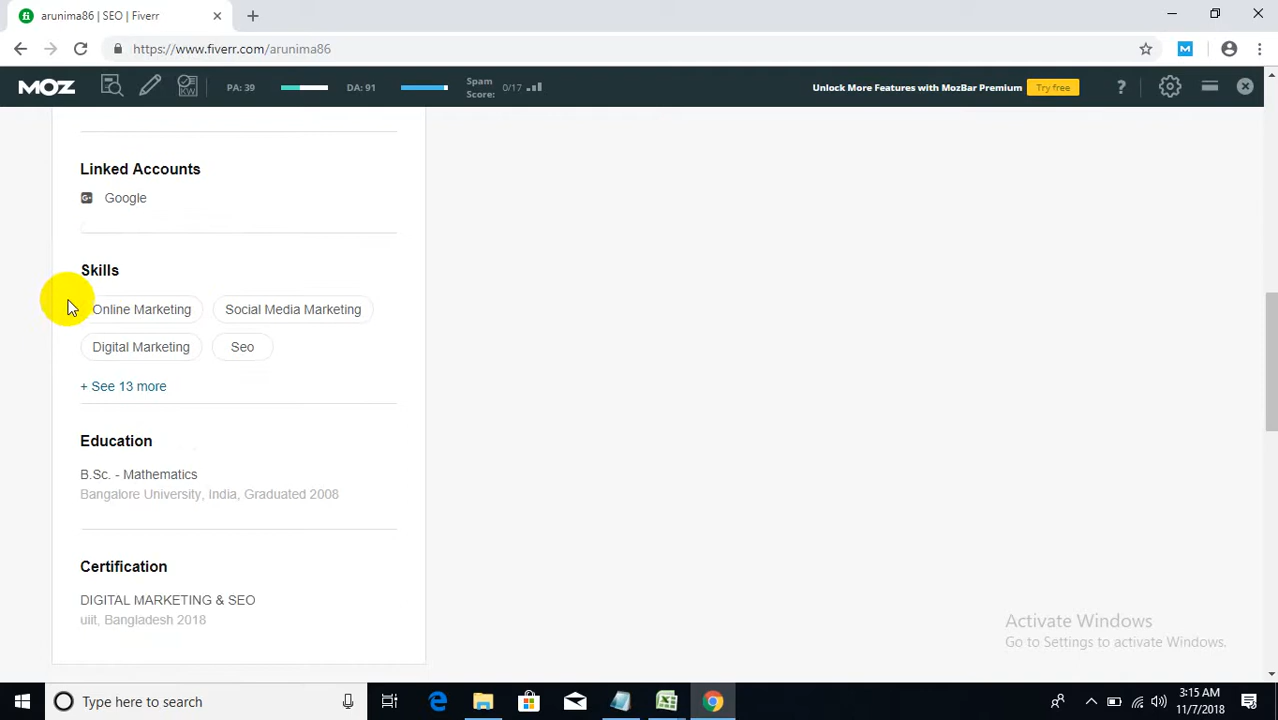 arunima86 | SEO | Fiverr
https://www.fiverr.com/arunima86
MOZ
KW
PA: 39
DA: 91
Spam
Score: 0/17
Unlock More Features with MozBar Premium
Try free
?
M
Linked Accounts
G+ Google
Skills
Online Marketing
Social Media Marketing
Digital Marketing
Seo
+ See 13 more
Education
B.Sc. - Mathematics
Bangalore University, India, Graduated 2008
Certification
DIGITAL MARKETING & SEO
uiit, Bangladesh 2018
Activate Windows
Go to Settings to activate Windows.
Type here to search
3:15 AM
11/7/2018